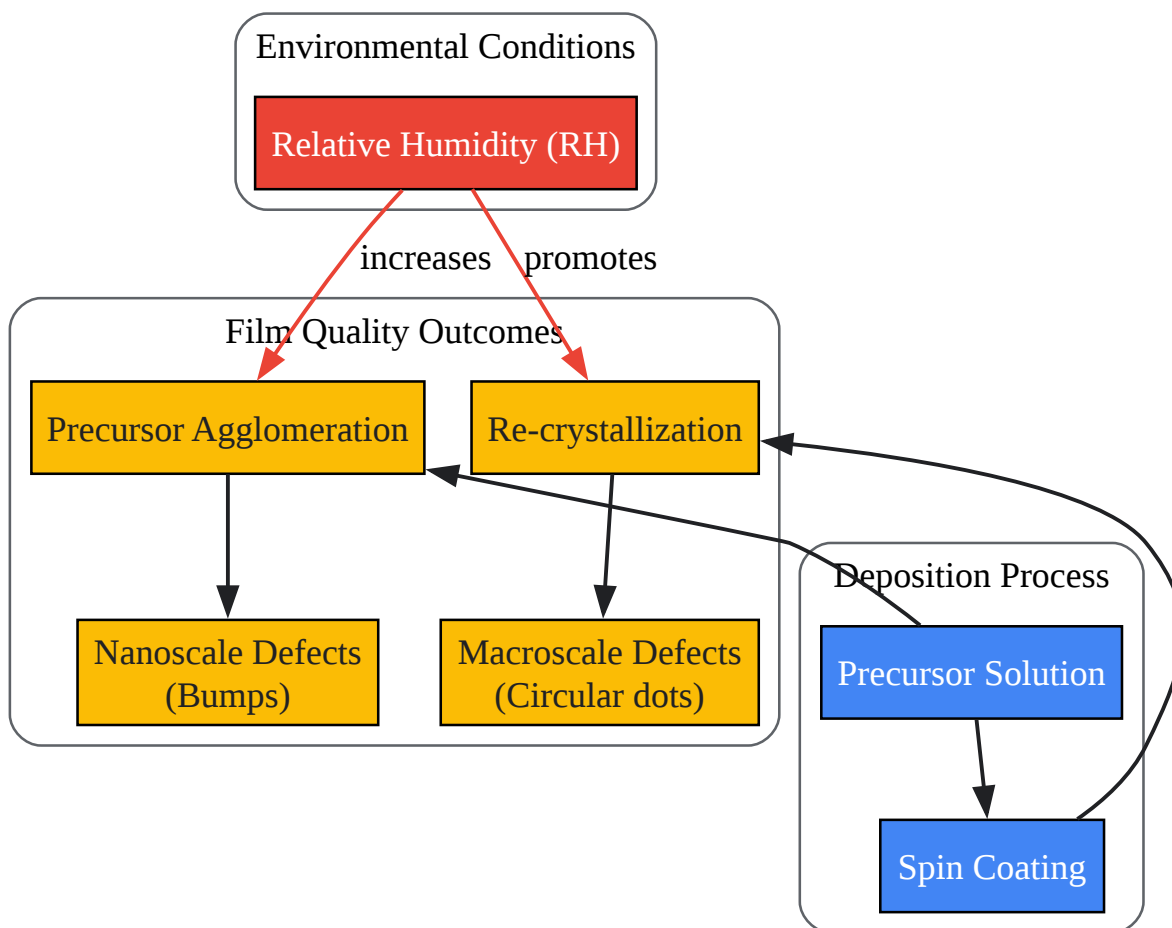 Environmental Conditions
Relative Humidity (RH)
increases
promotes
Film Quality Outcomes
Precursor Agglomeration
Re-crystallization
Nanoscale Defects
(Bumps)
Macroscale Defects
(Circular dots)
Deposition Process
Precursor Solution
Spin Coating